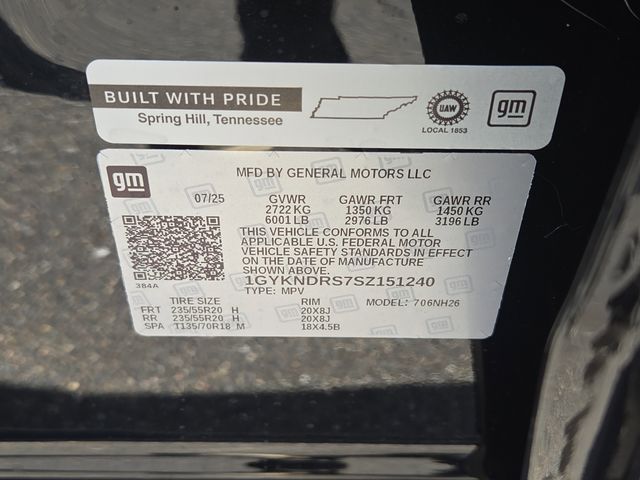 BUILT WITH PRIDE
Spring Hill, Tennessee
UAW
LOCAL 1853
gm
gm
MFD BY GENERAL MOTORS LLC
07/25 GVWR GAWR FRT GAWR RR
2722 KG 1350 KG 1450 KG
6001 LB 2976 LB 3196 LB
THIS VEHICLE CONFORMS TO ALL
APPLICABLE U.S. FEDERAL MOTOR
VEHICLE SAFETY STANDARDS IN EFFECT
ON THE DATE OF MANUFACTURE
SHOWN ABOVE.
384A
1GYKNDRS7SZ151240
TYPE: MPV MODEL: 706NH26
TIRE SIZE RIM
FRT 235/55R20 H 20X8J
RR 235/55R20 H 20X8J
SPA T135/70R18 M 18X4.5B